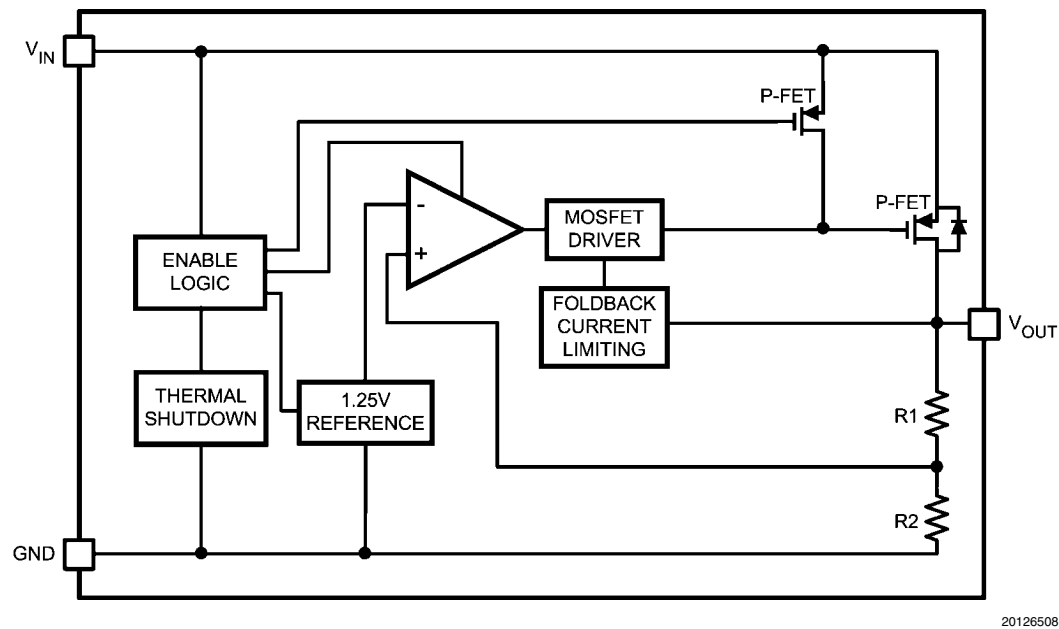 VIN
P-FET
P-FET
-
+
MOSFET
DRIVER
ENABLE
LOGIC
FOLDBACK
CURRENT
LIMITING
VOUT
THERMAL
SHUTDOWN
1.25V
REFERENCE
R1
R2
GND
20126508